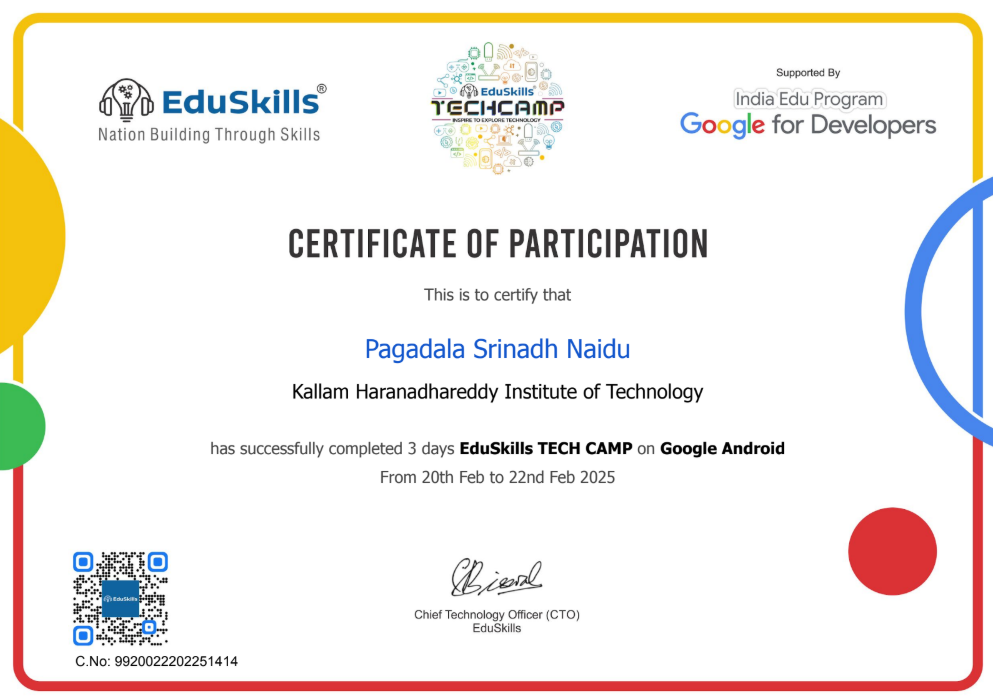 EduSkills®
Nation Building Through Skills
EduSkills®
TECHCAMP
INSPIRE TO EXPLORE TECHNOLOGY
Supported By
India Edu Program
Google for Developers
CERTIFICATE OF PARTICIPATION
This is to certify that
Pagadala Srinadh Naidu
Kallam Haranadhareddy Institute of Technology
has successfully completed 3 days EduSkills TECH CAMP on Google Android
From 20th Feb to 22nd Feb 2025
EduSkills
Chief Technology Officer (CTO)
EduSkills
C.No: 9920022202251414